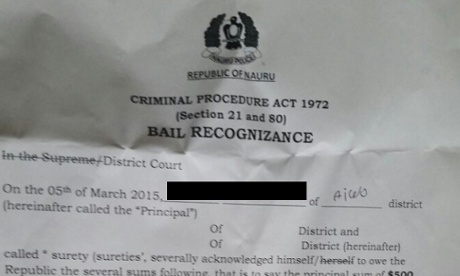 NAURU POLICE
REPUBLIC OF NAURU
CRIMINAL PROCEDURE ACT 1972
(Section 21 and 80)
BAIL RECOGNIZANCE
In the Supreme/District Court
On the 05th of March 2015, of Aiwo district
(hereinafter called the "Principal")
Of District and
Of District (hereinafter)
called * surety (sureties', severally acknowledged himself/herself to owe the
Republic the several sums following, that is to say the principal sum of $500